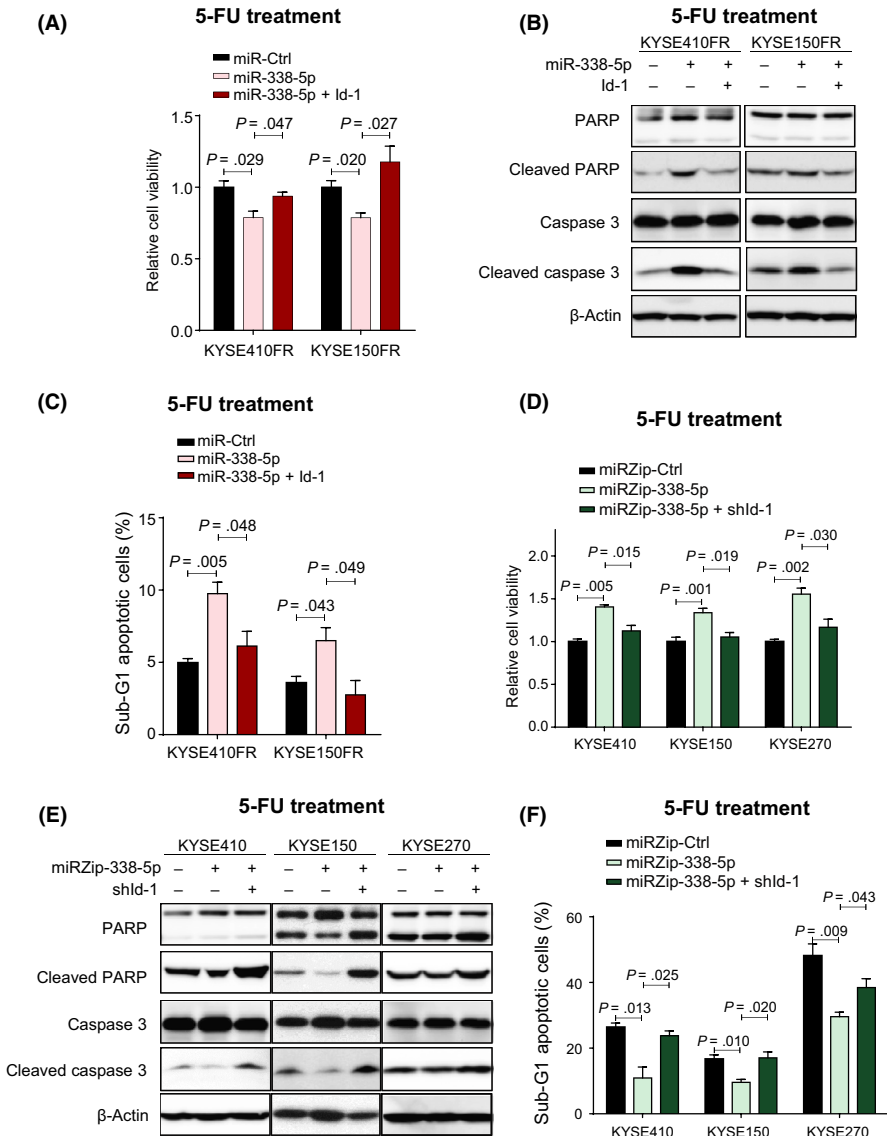 (A)
5-FU treatment
miR-Ctrl
miR-338-5p
miR-338-5p + Id-1
Relative cell viability
1.5
1.0
0.5
0.0
P = .029
P = .047
P = .020
P = .027
KYSE410FR
KYSE150FR
(B)
5-FU treatment
KYSE410FR KYSE150FR
miR-338-5p – + + – + +
Id-1 – – + – – +
PARP
Cleaved PARP
Caspase 3
Cleaved caspase 3
β-Actin
(C)
5-FU treatment
miR-Ctrl
miR-338-5p
miR-338-5p + Id-1
Sub-G1 apoptotic cells (%)
15
10
5
0
P = .005
P = .048
P = .043
P = .049
KYSE410FR
KYSE150FR
(D)
5-FU treatment
miRZip-Ctrl
miRZip-338-5p
miRZip-338-5p + shId-1
Relative cell viability
2.0
1.5
1.0
0.5
0.0
P = .005
P = .015
P = .001
P = .019
P = .002
P = .030
KYSE410
KYSE150
KYSE270
(E)
5-FU treatment
KYSE410 KYSE150 KYSE270
miRZip-338-5p – + + – + + – + +
shId-1 – – + – – + – – +
PARP
Cleaved PARP
Caspase 3
Cleaved caspase 3
β-Actin
(F)
5-FU treatment
miRZip-Ctrl
miRZip-338-5p
miRZip-338-5p + shId-1
Sub-G1 apoptotic cells (%)
60
40
20
0
P = .013
P = .025
P = .010
P = .020
P = .009
P = .043
KYSE410
KYSE150
KYSE270